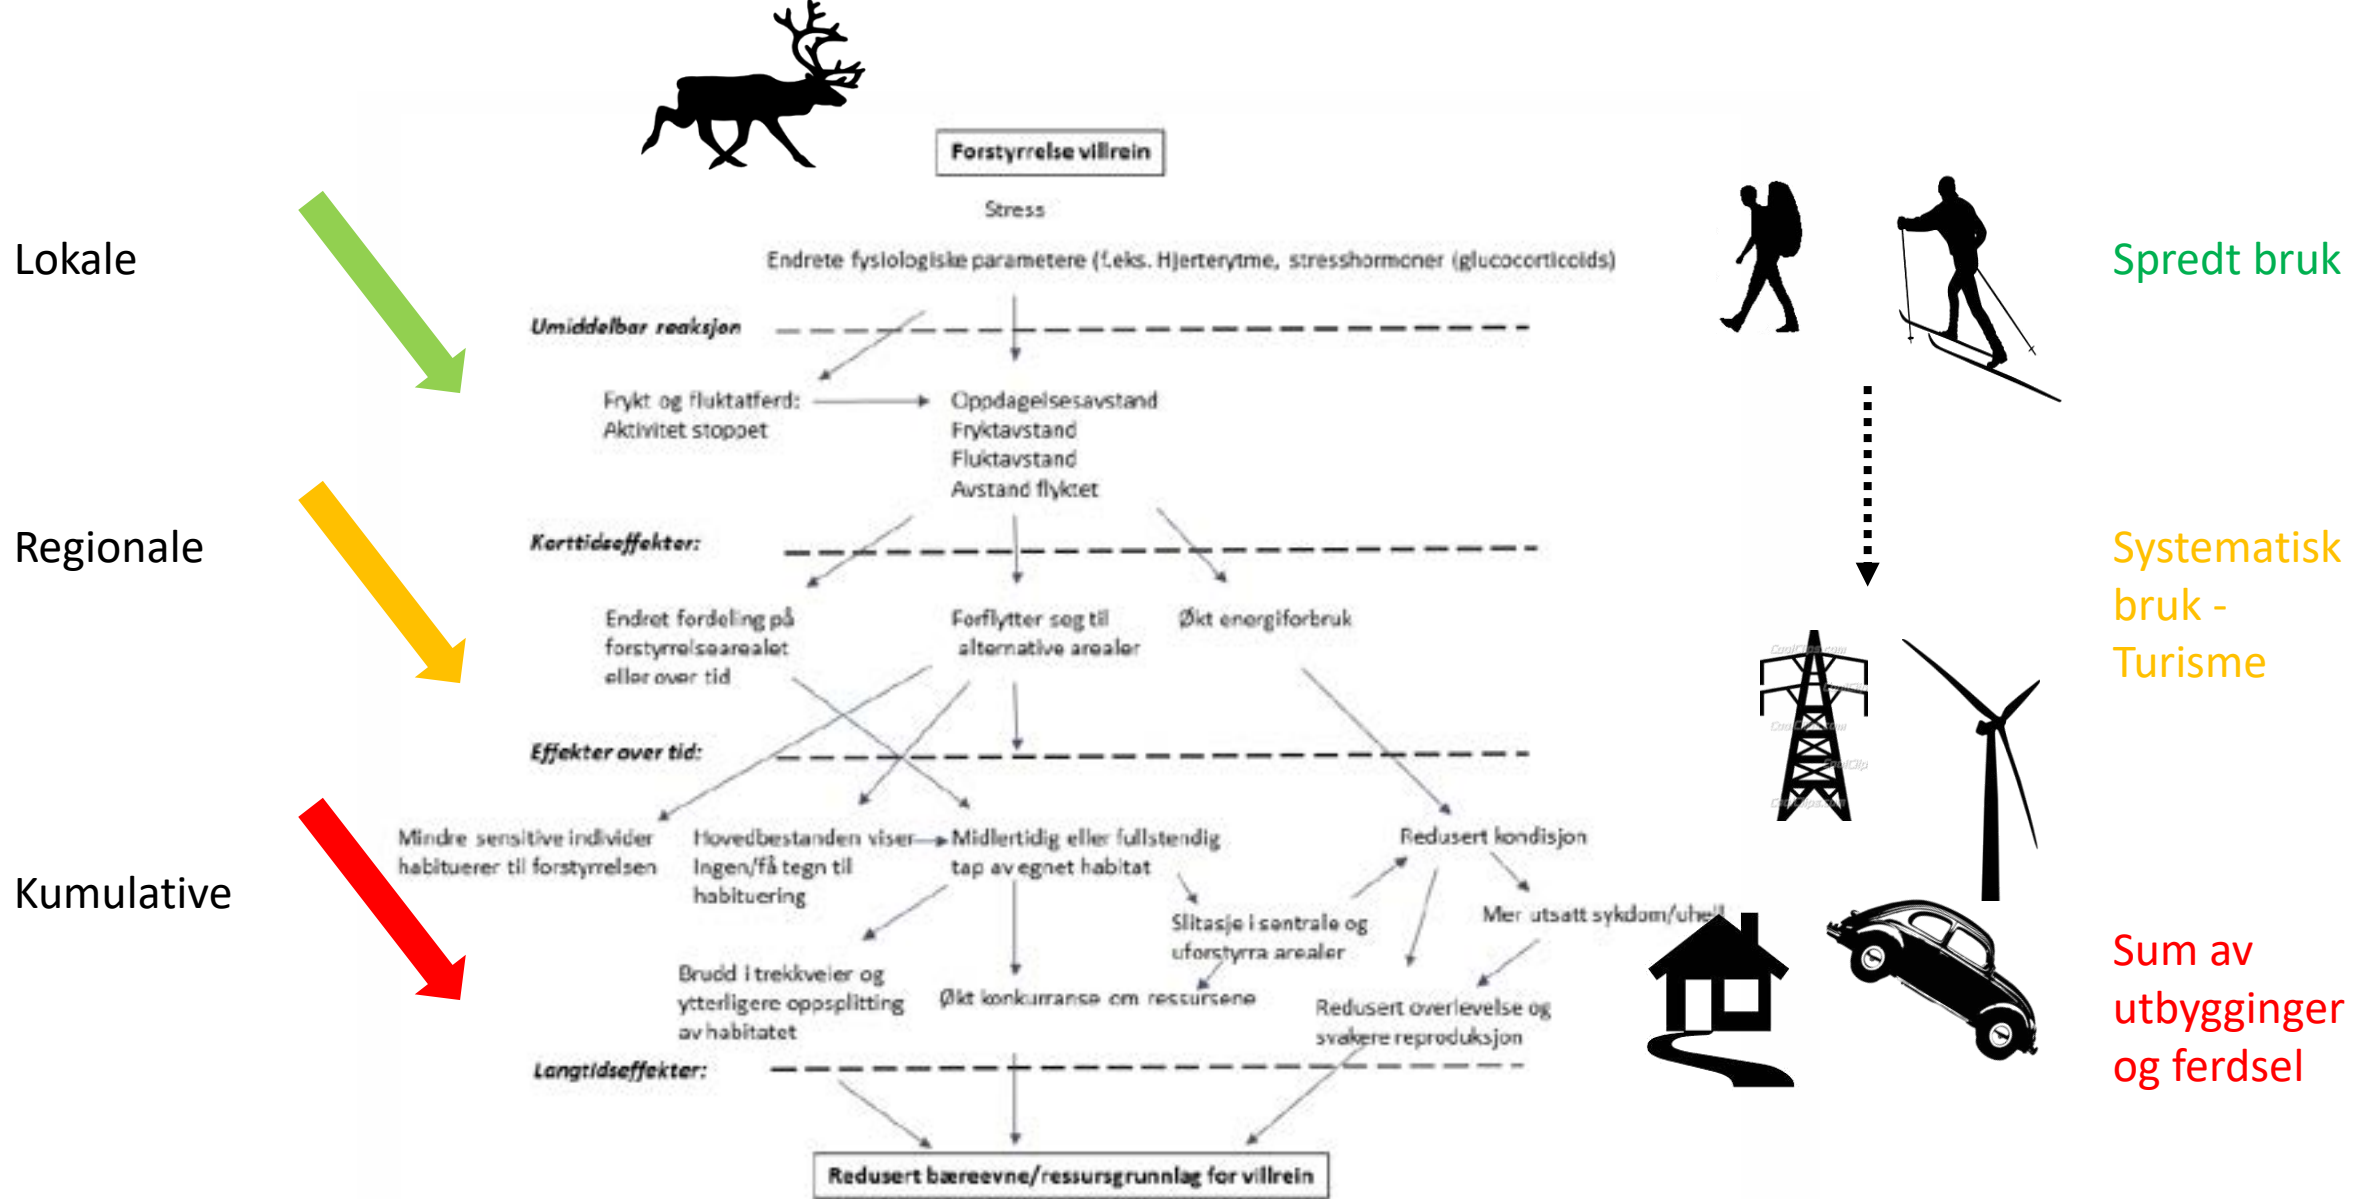 Forstyrrelse villrein
Stress
Lokale
Endrete fysiologiske parametere (f.eks. Hjerterytme, stresshormoner (glucocorticoids)
Spredt bruk
Umiddelbar reaksjon
Frykt og fluktatferd:
Aktivitet stoppet
Oppdagelsesavstand
Fryktavstand
Fluktavstand
Avstand flyktet
Regionale
Korttidseffekter:
Systematisk
bruk -
Turisme
Endret fordeling på
forstyrrelsearealet
eller over tid
Forflytter seg til
alternative arealer
Økt energiforbruk
CoolClips.com
Effekter over tid:
CoolClips.com
Mindre sensitive individer
habituerer til forstyrrelsen
Hovedbestanden viser
Ingen/få tegn til
habituering
Midlertidig eller fullstendig
tap av egnet habitat
Redusert kondisjon
Kumulative
Slitasje i sentrale og
uforstyrra arealer
Mer utsatt sykdom/uhell
Brudd i trekkveier og
ytterligere oppsplitting
av habitatet
Økt konkurranse om ressursene
Redusert overlevelse og
svakere reproduksjon
Sum av
utbygginger
og ferdsel
Langtidseffekter:
Redusert bæreevne/ressursgrunnlag for villrein